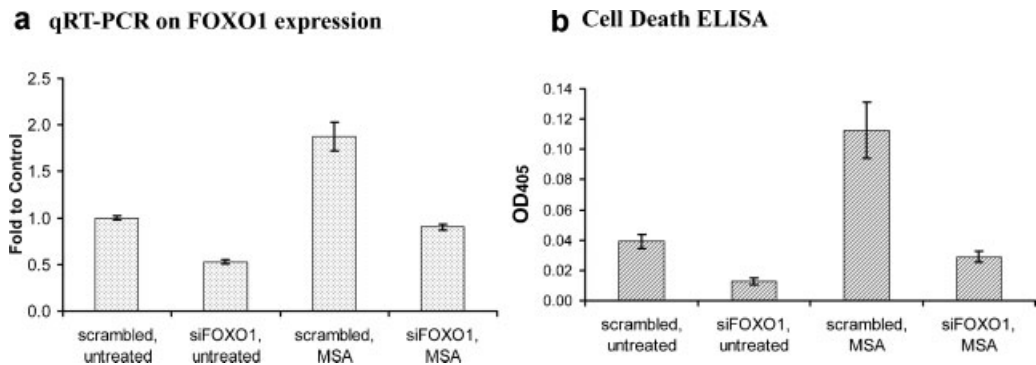 a qRT-PCR on FOXO1 expression
Fold to Control
2.5
2.0
1.5
1.0
0.5
0.0
scrambled, untreated
siFOXO1, untreated
scrambled, MSA
siFOXO1, MSA
b Cell Death ELISA
OD405
0.14
0.12
0.10
0.08
0.06
0.04
0.02
0.00
scrambled, untreated
siFOXO1, untreated
scrambled, MSA
siFOXO1, MSA